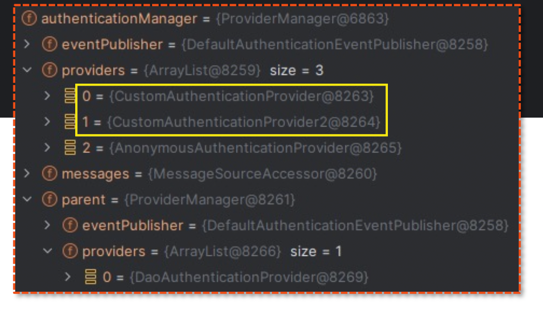 authenticationManager = {ProviderManager@6863}
eventPublisher = {DefaultAuthenticationEventPublisher@8258}
providers = {ArrayList@8259} size = 3
0 = {CustomAuthenticationProvider@8263}
1 = {CustomAuthenticationProvider2@8264}
2 = {AnonymousAuthenticationProvider@8265}
messages = {MessageSourceAccessor@8260}
parent = {ProviderManager@8261}
eventPublisher = {DefaultAuthenticationEventPublisher@8258}
providers = {ArrayList@8266} size = 1
0 = {DaoAuthenticationProvider@8269}